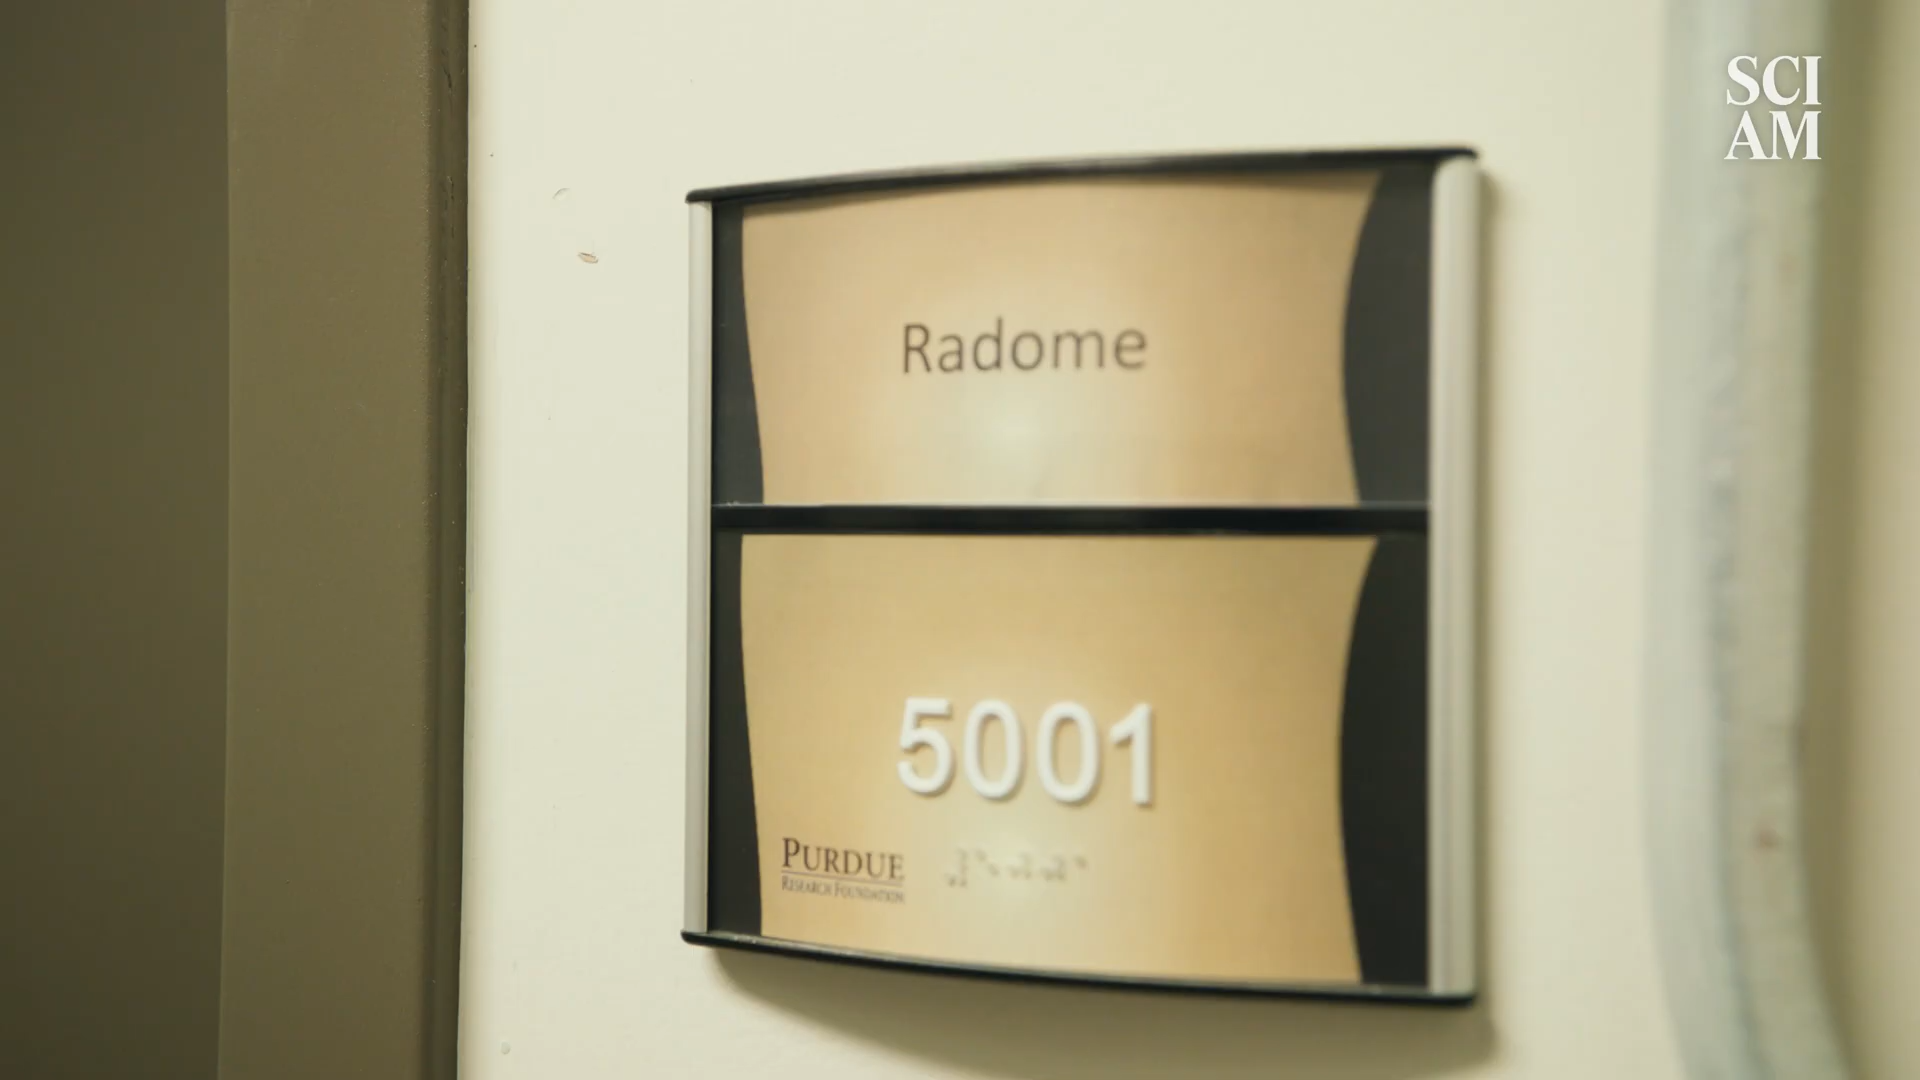 SCI
AM
Radome
5001
PURDUE
RESEARCH FOUNDATION